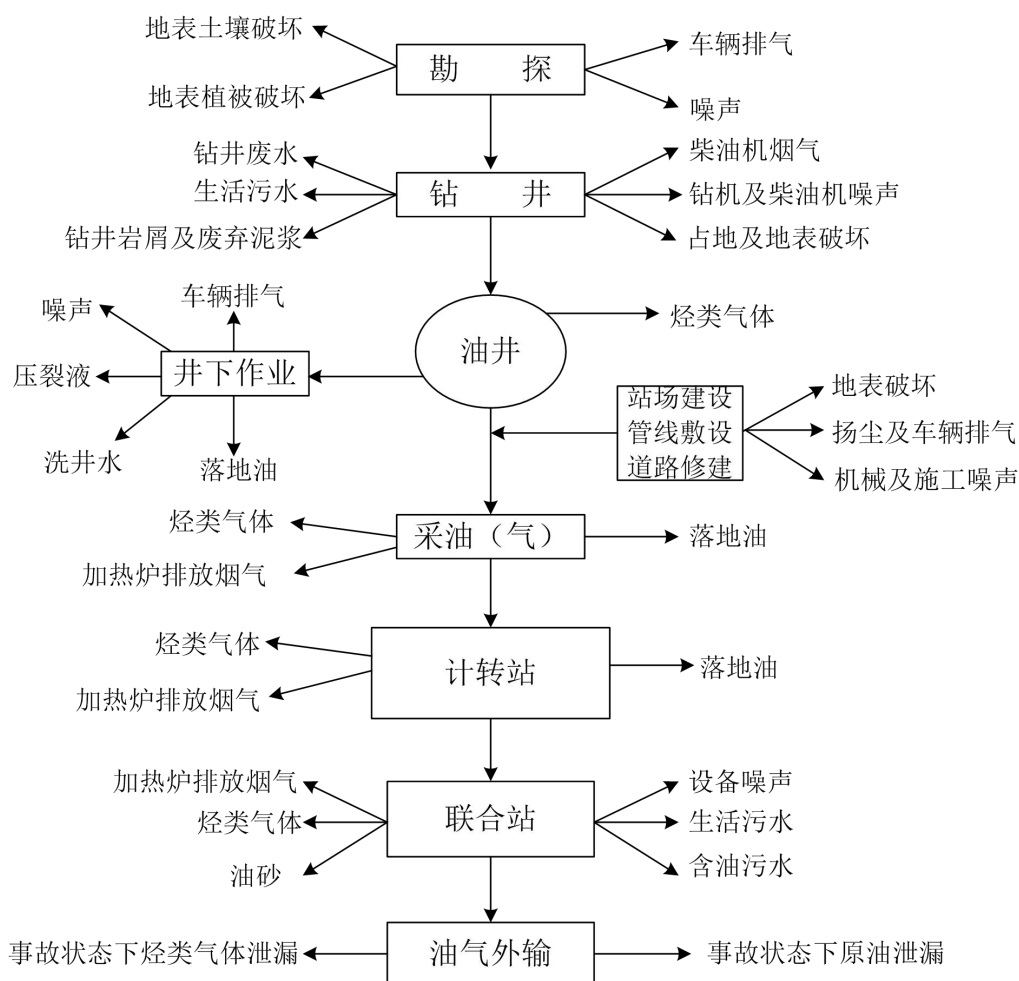 地表土壤破坏
车辆排气
勘 探
地表植被破坏
噪声
钻井废水
柴油机烟气
生活污水
钻 井
钻机及柴油机噪声
钻井岩屑及废弃泥浆
占地及地表破坏
车辆排气
噪声
烃类气体
油井
压裂液
井下作业
站场建设
管线敷设
道路修建
地表破坏
扬尘及车辆排气
机械及施工噪声
洗井水
落地油
烃类气体
采油（气）
落地油
加热炉排放烟气
烃类气体
计转站
落地油
加热炉排放烟气
加热炉排放烟气
设备噪声
烃类气体
联合站
生活污水
油砂
含油污水
事故状态下烃类气体泄漏
油气外输
事故状态下原油泄漏